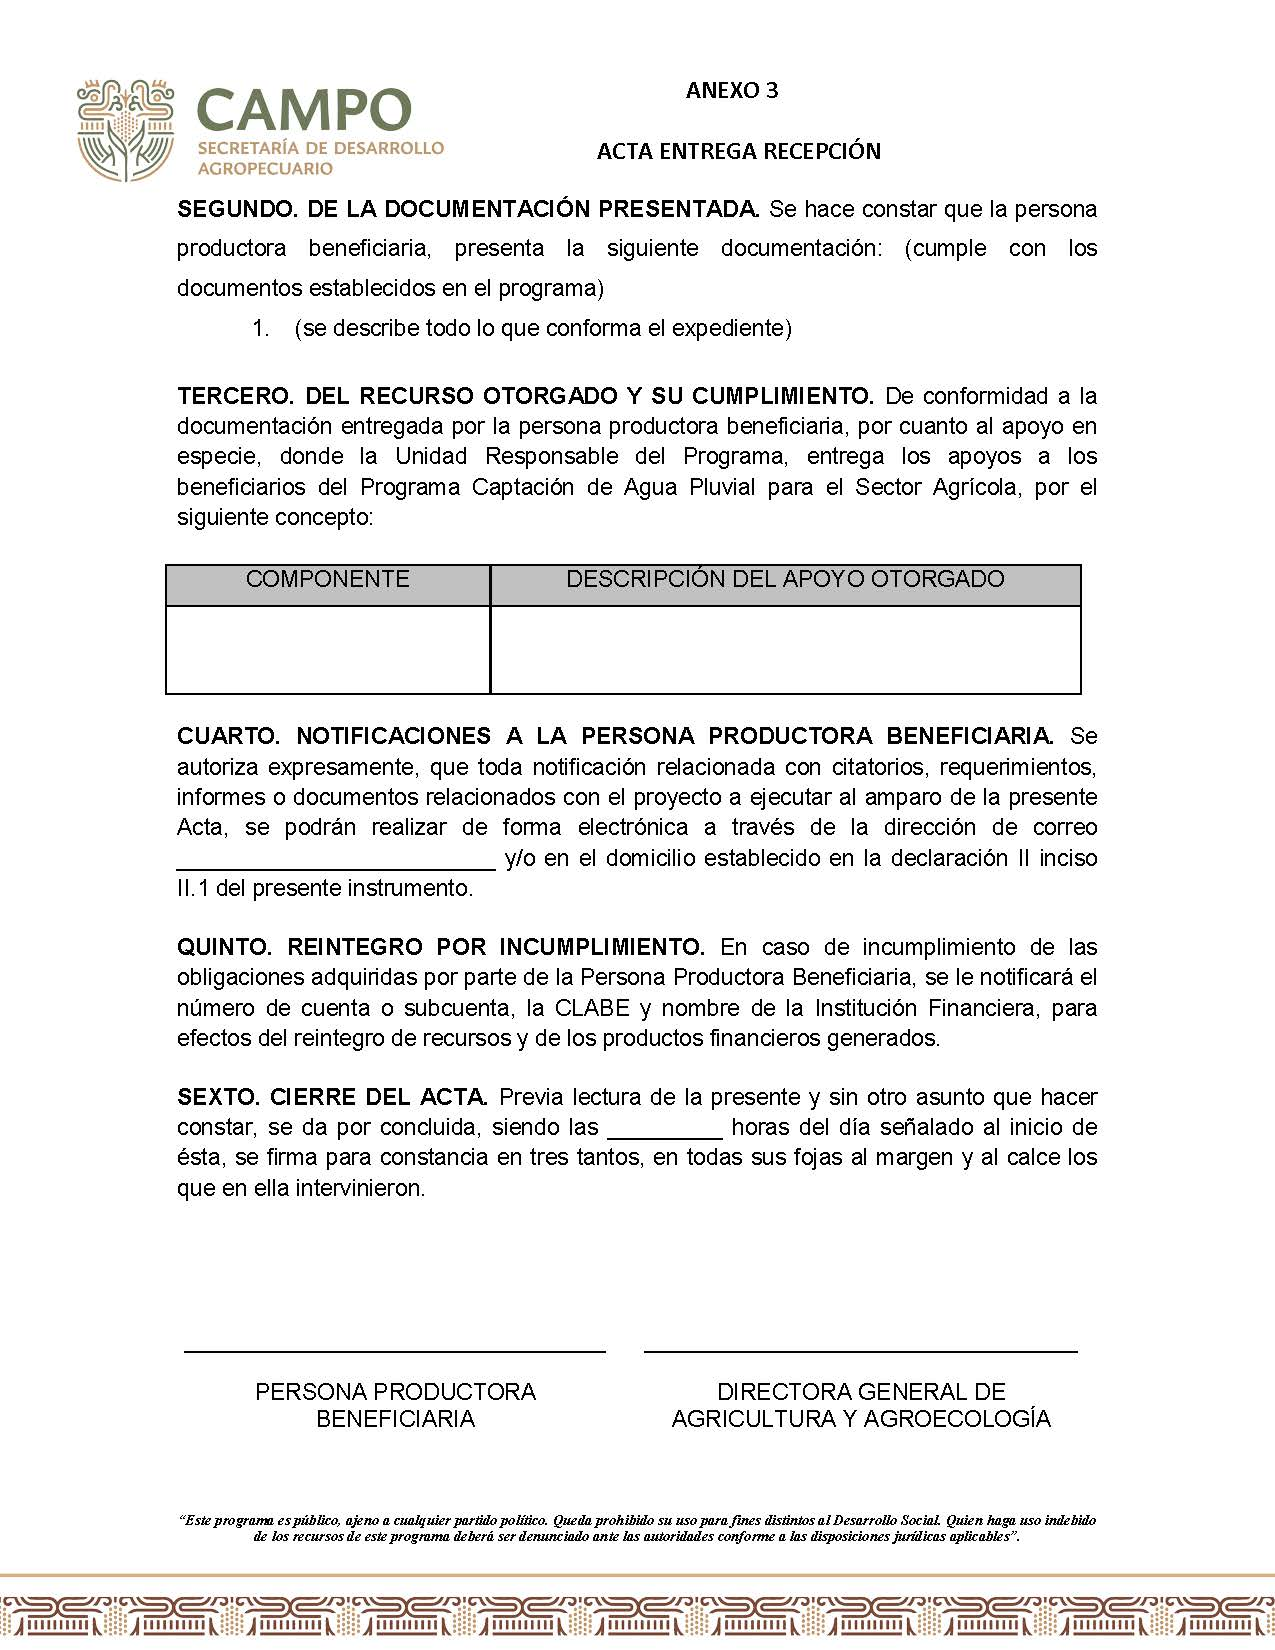 CAMPO
SECRETARÍA DE DESARROLLO
AGROPECUARIO
ANEXO 3
ACTA ENTREGA RECEPCIÓN
SEGUNDO. DE LA DOCUMENTACIÓN PRESENTADA. Se hace constar que la persona
productora beneficiaria, presenta la siguiente documentación: (cumple con los
documentos establecidos en el programa)
1. (se describe todo lo que conforma el expediente)
TERCERO. DEL RECURSO OTORGADO Y SU CUMPLIMIENTO. De conformidad a la
documentación entregada por la persona productora beneficiaria, por cuanto al apoyo en
especie, donde la Unidad Responsable del Programa, entrega los apoyos a los
beneficiarios del Programa Captación de Agua Pluvial para el Sector Agrícola, por el
siguiente concepto:
COMPONENTE DESCRIPCIÓN DEL APOYO OTORGADO
CUARTO. NOTIFICACIONES A LA PERSONA PRODUCTORA BENEFICIARIA. Se
autoriza expresamente, que toda notificación relacionada con citatorios, requerimientos,
informes o documentos relacionados con el proyecto a ejecutar al amparo de la presente
Acta, se podrán realizar de forma electrónica a través de la dirección de correo
_________________________ y/o en el domicilio establecido en la declaración II inciso
II.1 del presente instrumento.
QUINTO. REINTEGRO POR INCUMPLIMIENTO. En caso de incumplimiento de las
obligaciones adquiridas por parte de la Persona Productora Beneficiaria, se le notificará el
número de cuenta o subcuenta, la CLABE y nombre de la Institución Financiera, para
efectos del reintegro de recursos y de los productos financieros generados.
SEXTO. CIERRE DEL ACTA. Previa lectura de la presente y sin otro asunto que hacer
constar, se da por concluida, siendo las _________ horas del día señalado al inicio de
ésta, se firma para constancia en tres tantos, en todas sus fojas al margen y al calce los
que en ella intervinieron.
PERSONA PRODUCTORA
BENEFICIARIA
DIRECTORA GENERAL DE
AGRICULTURA Y AGROECOLOGÍA
“Este programa es público, ajeno a cualquier partido político. Queda prohibido su uso para fines distintos al Desarrollo Social. Quien haga uso indebido
de los recursos de este programa deberá ser denunciado ante las autoridades conforme a las disposiciones jurídicas aplicables”.